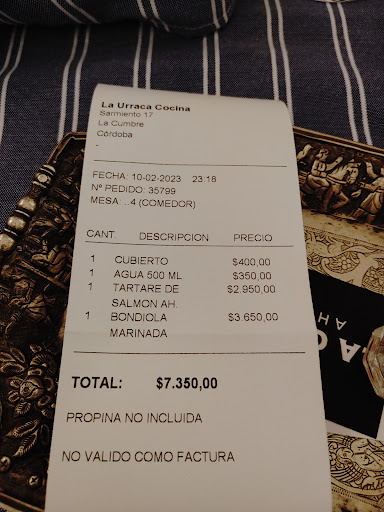 La Urraca Cocina
Sarmiento 17
La Cumbre
Córdoba
-
FECHA: 10-02-2023 23:18
Nº PEDIDO: 35799
MESA: ..4 (COMEDOR)
CANT. DESCRIPCION PRECIO
1 CUBIERTO $400,00
1 AGUA 500 ML $350,00
1 TARTARE DE $2.950,00
SALMON AH.
1 BONDIOLA $3.650,00
MARINADA
TOTAL: $7.350,00
PROPINA NO INCLUIDA
NO VALIDO COMO FACTURA